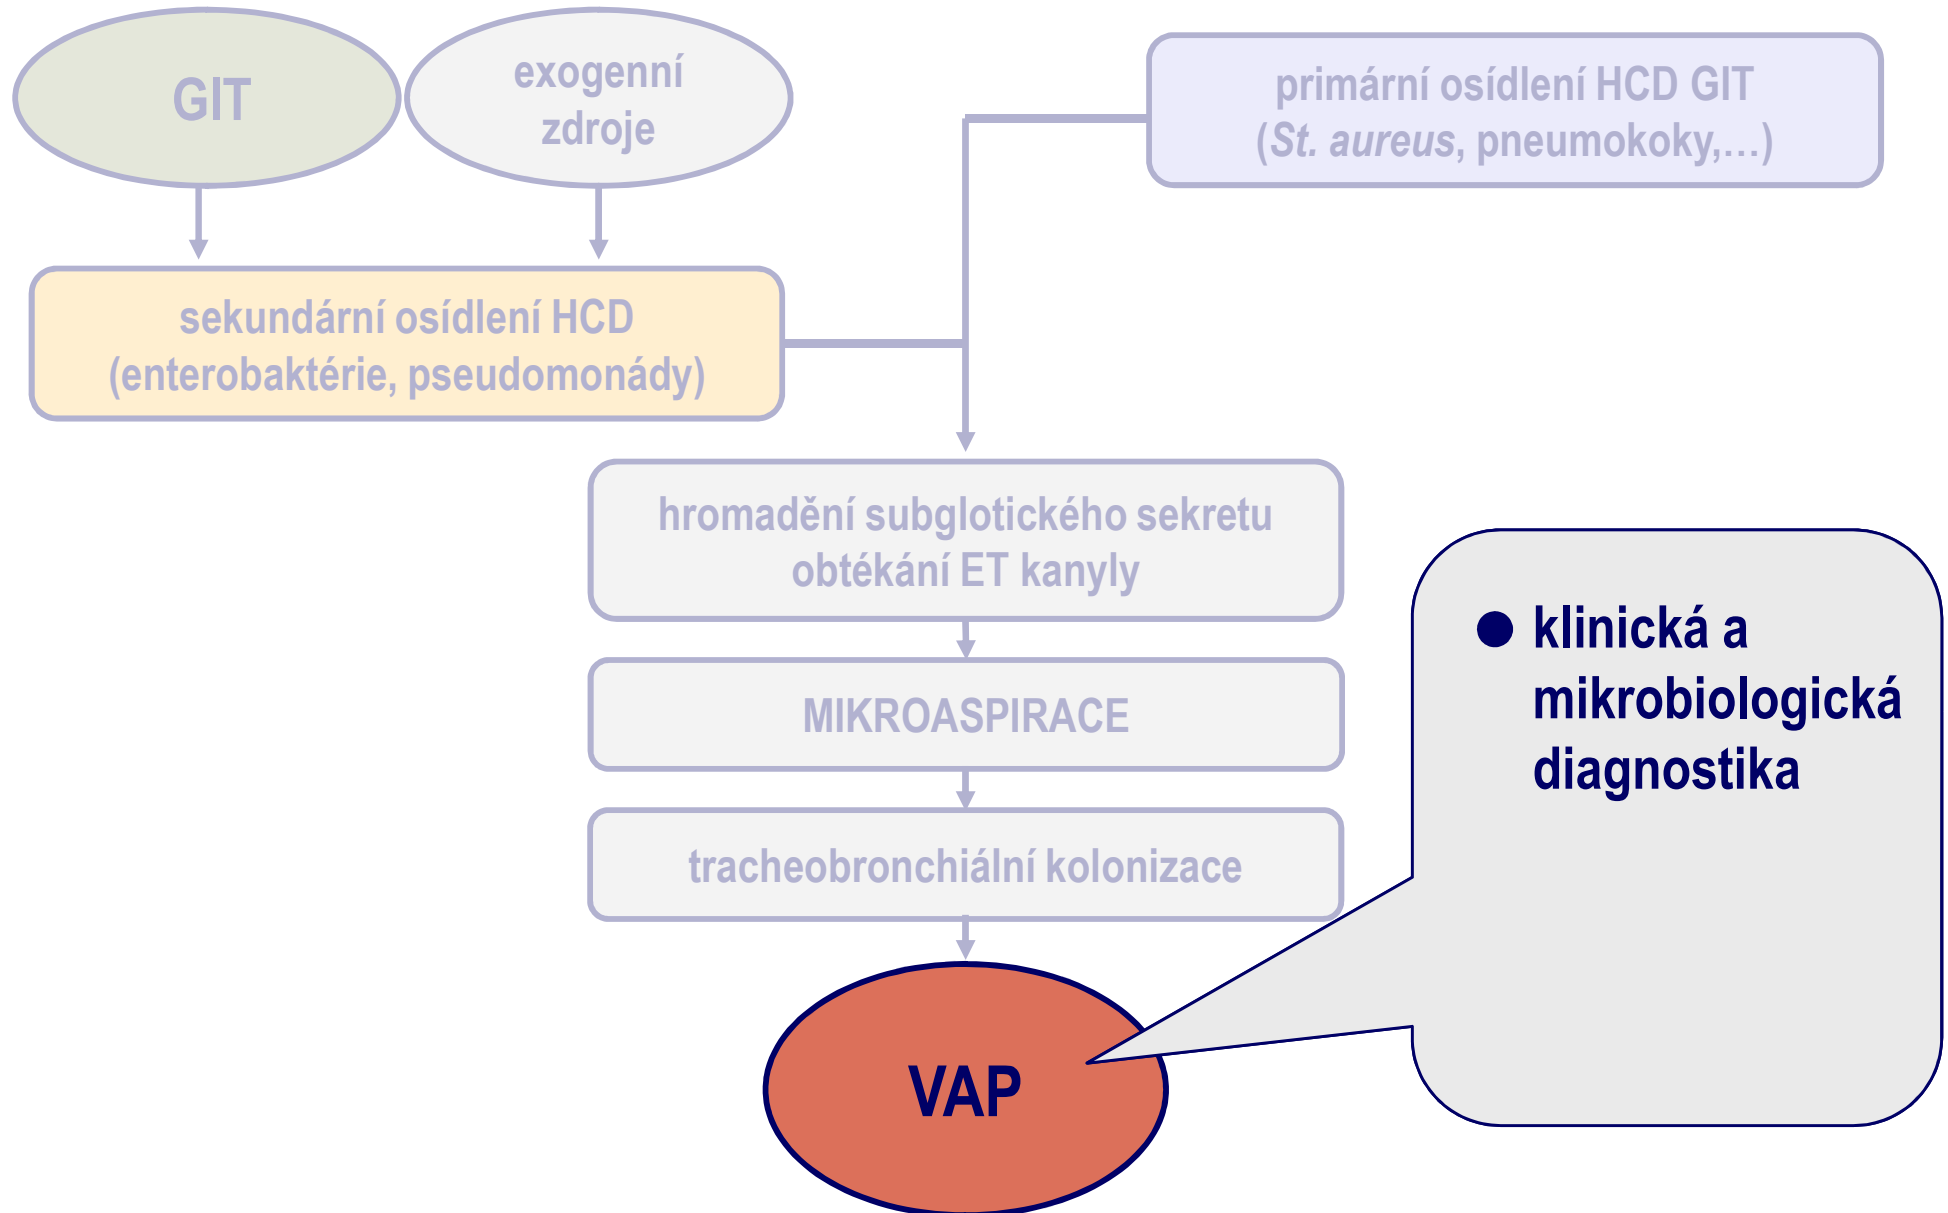 GIT
exogenní
zdroje
primární osídlení HCD GIT
(St. aureus, pneumokoky,…)
sekundární osídlení HCD
(enterobaktérie, pseudomonády)
hromadění subglotického sekretu
obtékání ET kanyly
MIKROASPIRACE
tracheobronchiální kolonizace
VAP
● klinická a
mikrobiologická
diagnostika